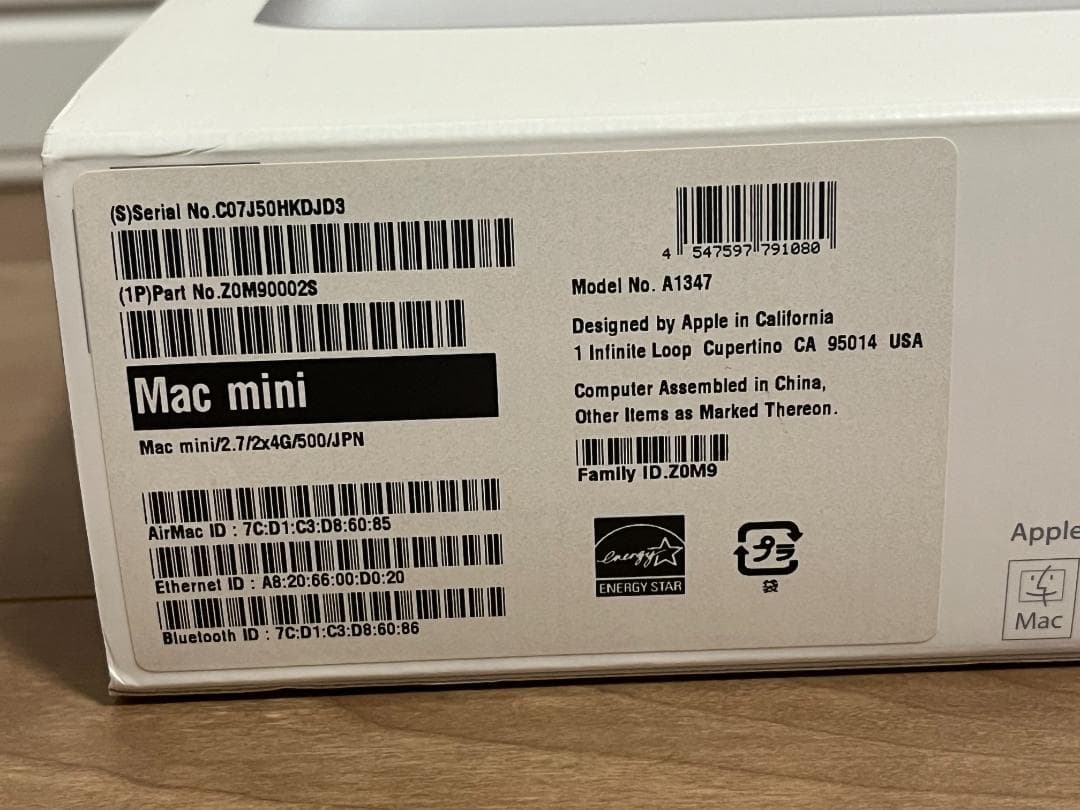 (S)Serial No.C07J50HKDJD3
(1P)Part No.Z0M90002S
Mac mini
Mac mini/2.7/2x4G/500/JPN
AirMac ID : 7C:D1:C3:D8:60:85
Ethernet ID : A8:20:66:00:D0:20
Bluetooth ID : 7C:D1:C3:D8:60:86
4 547597 791080
Model No. A1347
Designed by Apple in California
1 Infinite Loop Cupertino CA 95014 USA
Computer Assembled in China,
Other Items as Marked Thereon.
Family ID.Z0M9
energy
ENERGY STAR
プラ
袋
Apple
Mac